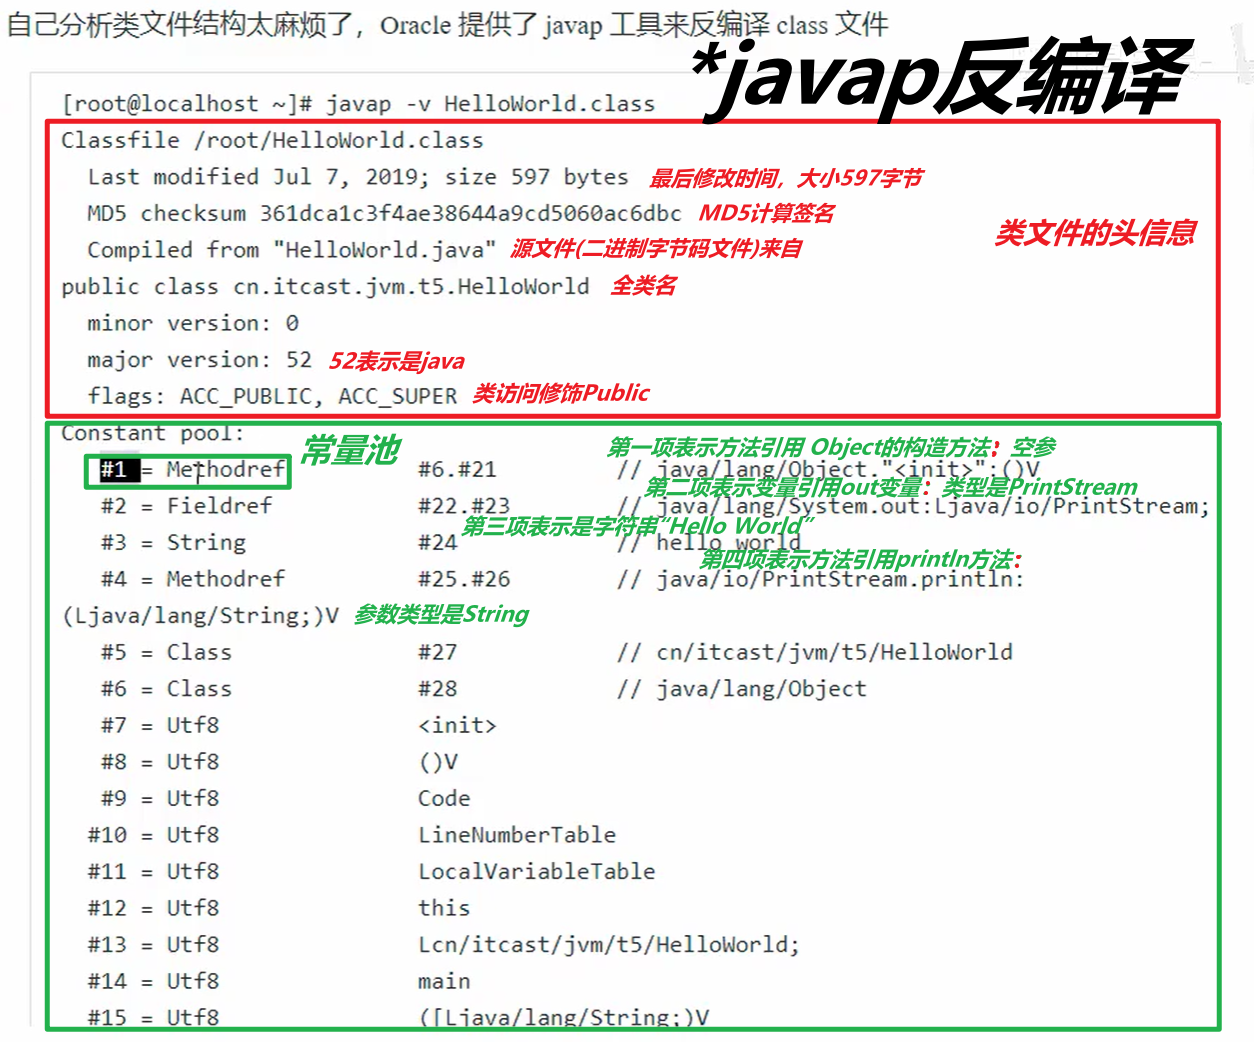 自己分析类文件结构太麻烦了，Oracle 提供了 javap 工具来反编译 class 文件
*javap反编译
[root@localhost ~]# javap -v HelloWorld.class
Classfile /root/HelloWorld.class
Last modified Jul 7, 2019; size 597 bytes 最后修改时间，大小597字节
MD5 checksum 361dca1c3f4ae38644a9cd5060ac6dbc MD5计算签名
类文件的头信息
Compiled from "HelloWorld.java" 源文件(二进制字节码文件)来自
public class cn.itcast.jvm.t5.HelloWorld 全类名
minor version: 0
major version: 52 52表示是java
flags: ACC_PUBLIC, ACC_SUPER 类访问修饰Public
Constant pool:
常量池
第一项表示方法引用 Object的构造方法：空参
#1 = Methodref #6.#21 // java/lang/Object."<init>":()V
第二项表示变量引用out变量：类型是PrintStream
#2 = Fieldref #22.#23 // java/lang/System.out:Ljava/io/PrintStream;
第三项表示是字符串“Hello World”
#3 = String #24 // hello world
第四项表示方法引用println方法：
#4 = Methodref #25.#26 // java/io/PrintStream.println:
(Ljava/lang/String;)V 参数类型是String
#5 = Class #27 // cn/itcast/jvm/t5/HelloWorld
#6 = Class #28 // java/lang/Object
#7 = Utf8 <init>
#8 = Utf8 ()V
#9 = Utf8 Code
#10 = Utf8 LineNumberTable
#11 = Utf8 LocalVariableTable
#12 = Utf8 this
#13 = Utf8 Lcn/itcast/jvm/t5/HelloWorld;
#14 = Utf8 main
#15 = Utf8 ([Ljava/lang/String;)V